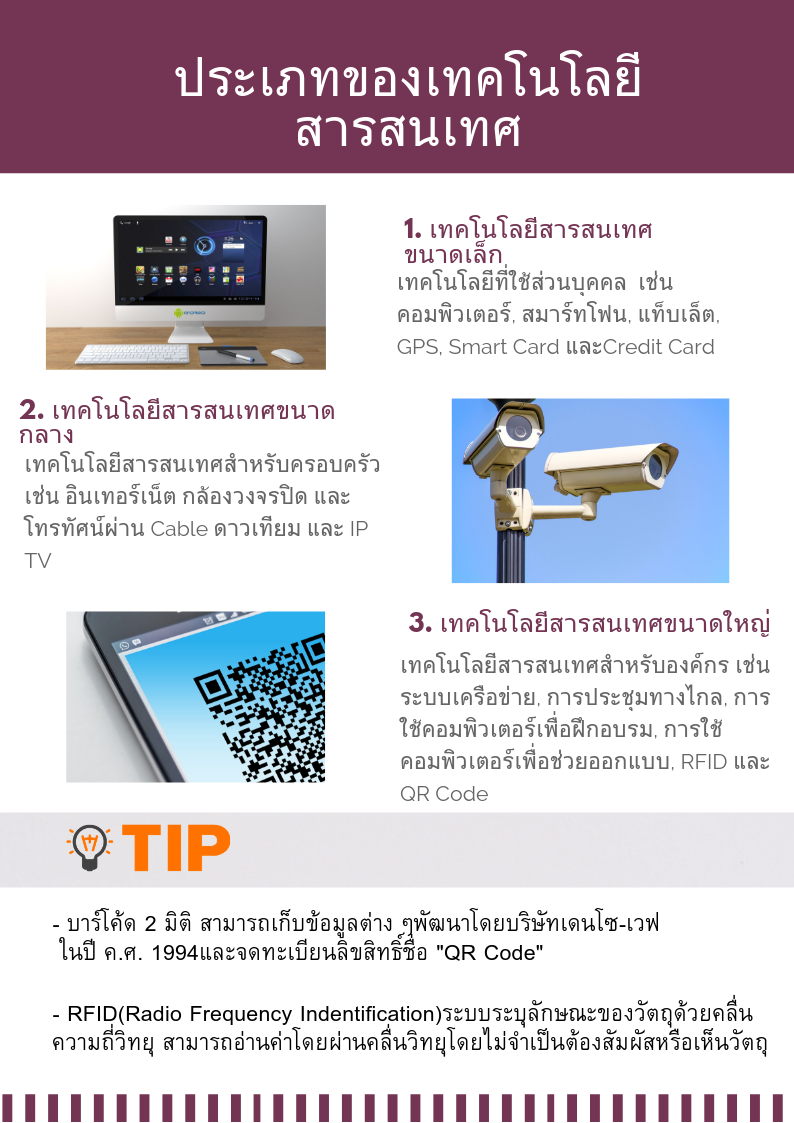 ประเภทของเทคโนโลยี
สารสนเทศ
1. เทคโนโลยีสารสนเทศ
ขนาดเล็ก
เทคโนโลยีที่ใช้ส่วนบุคคล เช่น
คอมพิวเตอร์, สมาร์ทโฟน, แท็บเล็ต,
GPS, Smart Card และCredit Card
2. เทคโนโลยีสารสนเทศขนาด
กลาง
เทคโนโลยีสารสนเทศสำหรับครอบครัว
เช่น อินเทอร์เน็ต กล้องวงจรปิด และ
โทรทัศน์ผ่าน Cable ดาวเทียม และ IP
TV
3. เทคโนโลยีสารสนเทศขนาดใหญ่
เทคโนโลยีสารสนเทศสำหรับองค์กร เช่น
ระบบเครือข่าย, การประชุมทางไกล, การ
ใช้คอมพิวเตอร์เพื่อฝึกอบรม, การใช้
คอมพิวเตอร์เพื่อช่วยออกแบบ, RFID และ
QR Code
TIP
- บาร์โค้ด 2 มิติ สามารถเก็บข้อมูลต่าง ๆพัฒนาโดยบริษัทเดนโซ-เวฟ
ในปี ค.ศ. 1994และจดทะเบียนลิขสิทธิ์ชื่อ "QR Code"
- RFID(Radio Frequency Indentification)ระบบระบุลักษณะของวัตถุด้วยคลื่น
ความถี่วิทยุ สามารถอ่านค่าโดยผ่านคลื่นวิทยุโดยไม่จำเป็นต้องสัมผัสหรือเห็นวัตถุ